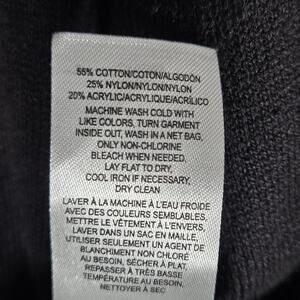 55% COTTON/COTON/ALGODÓN
25% NYLON/NYLON/NYLON
20% ACRYLIC/ACRYLIQUE/ACRÍLICO
MACHINE WASH COLD WITH
LIKE COLORS, TURN GARMENT
INSIDE OUT, WASH IN A NET BAG,
ONLY NON-CHLORINE
BLEACH WHEN NEEDED,
LAY FLAT TO DRY,
COOL IRON IF NECESSARY,
DRY CLEAN
LAVER À LA MACHINE À L'EAU FROIDE
AVEC DES COULEURS SEMBLABLES,
METTRE LE VÊTEMENT À L'ENVERS,
LAVER DANS UN SAC EN MAILLE,
UTILISER SEULEMENT UN AGENT DE
BLANCHIMENT NON CHLORÉ
AU BESOIN, SÉCHER À PLAT,
REPASSER À TRÈS BASSE
TEMPÉRATURE AU BESOIN,
NETTOYER À SEC